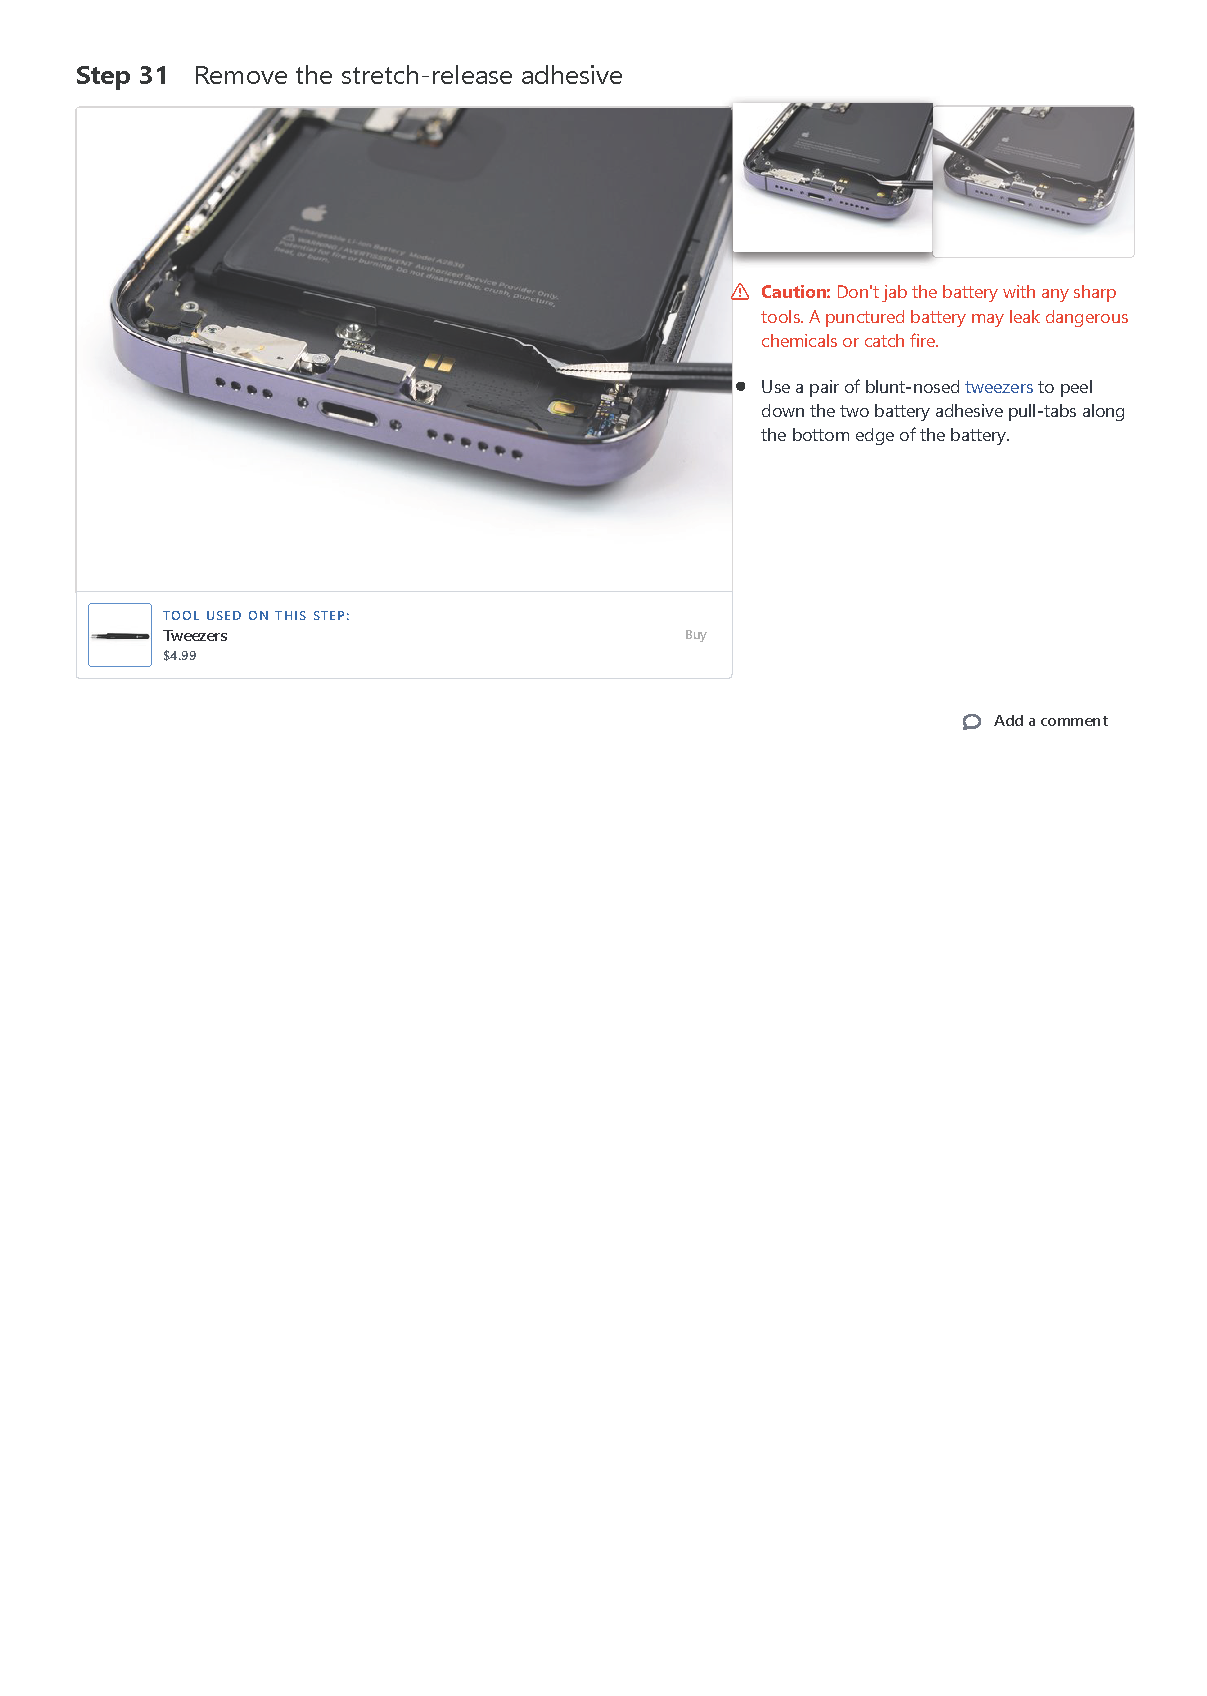 Step 31 Remove the stretch-release adhesive
Rechargeable Li-ion Battery Model A2830
WARNING / AVERTISSEMENT Authorized Service Provider Only.
Potential for fire or burning. Do not disassemble, crush, puncture,
heat, or burn.
Caution: Don't jab the battery with any sharp
tools. A punctured battery may leak dangerous
chemicals or catch fire.
Use a pair of blunt-nosed tweezers to peel
down the two battery adhesive pull-tabs along
the bottom edge of the battery.
TOOL USED ON THIS STEP:
Tweezers
$4.99
Buy
Add a comment